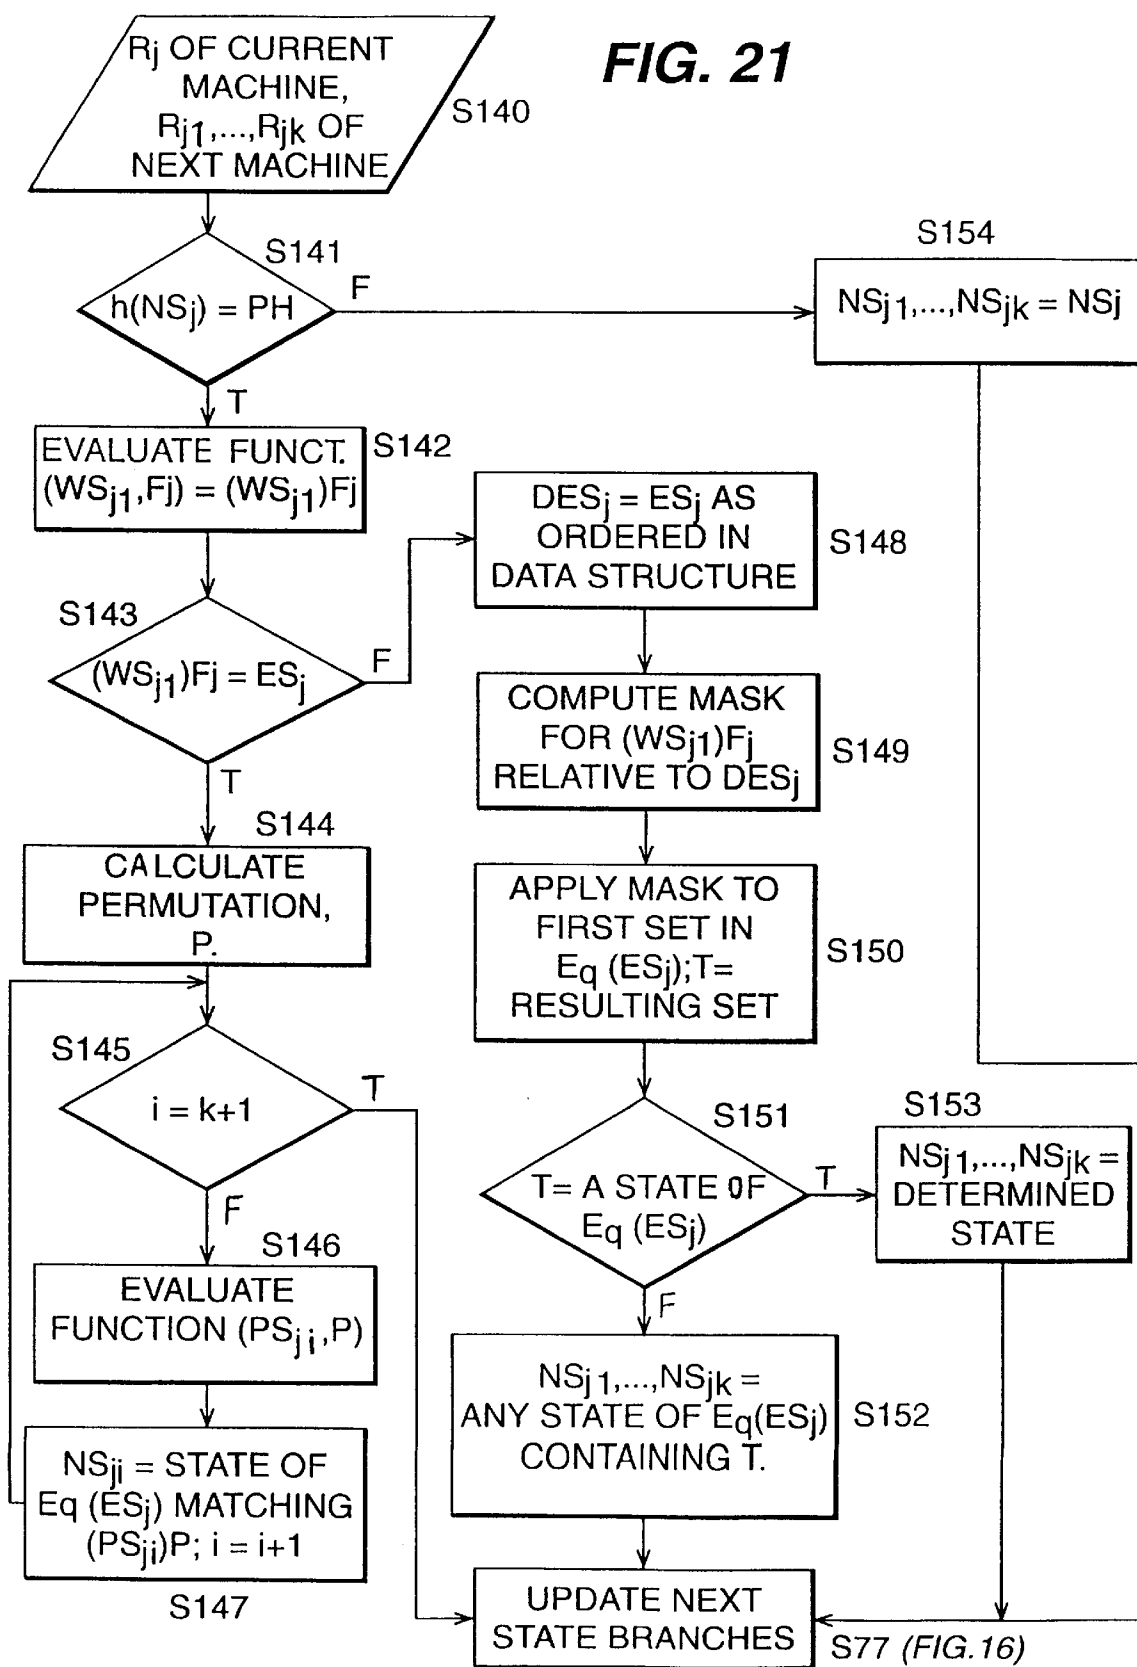 FIG. 21
Rj OF CURRENT
MACHINE,
Rj1,...,Rjk OF
NEXT MACHINE
S140
S141
h(NSj) = PH
F
T
S154
NSj1,...,NSjk = NSj
EVALUATE FUNCT.
(WSj1,Fj) = (WSj1)Fj
S142
S143
(WSj1)Fj = ESj
F
T
S144
CALCULATE
PERMUTATION,
P.
S145
i = k+1
T
F
S146
EVALUATE
FUNCTION (PSji,P)
NSji = STATE OF
Eq (ESj) MATCHING
(PSji)P; i = i+1
S147
DESj = ESj AS
ORDERED IN
DATA STRUCTURE
S148
COMPUTE MASK
FOR (WSj1)Fj
RELATIVE TO DESj
S149
APPLY MASK TO
FIRST SET IN
Eq (ESj);T=
RESULTING SET
S150
S151
T= A STATE OF
Eq (ESj)
T
F
S153
NSj1,...,NSjk =
DETERMINED
STATE
NSj1,...,NSjk =
ANY STATE OF Eq(ESj)
CONTAINING T.
S152
UPDATE NEXT
STATE BRANCHES
S77 (FIG.16)